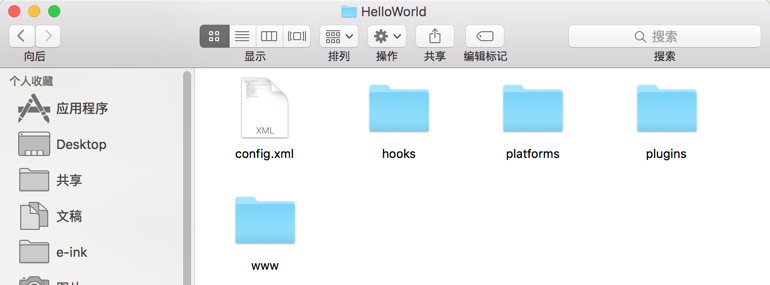 HelloWorld
向后
显示
排列
操作
共享
编辑标记
搜索
搜索
个人收藏
应用程序
Desktop
共享
文稿
e-ink
XML
config.xml
hooks
platforms
plugins
www